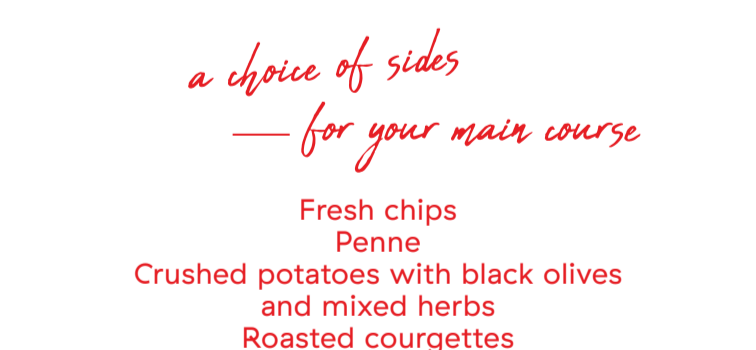 a choice of sides
for your main course
Fresh chips
Penne
Crushed potatoes with black olives
and mixed herbs
Roasted courgettes